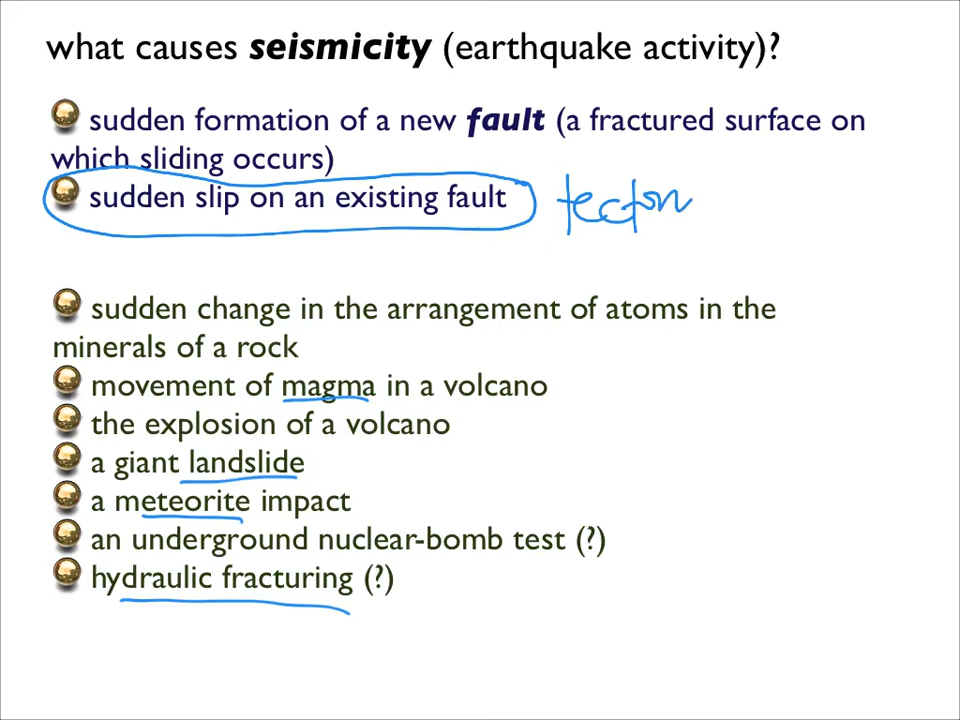 what causes seismicity (earthquake activity)?
sudden formation of a new fault (a fractured surface on
which sliding occurs)
sudden slip on an existing fault tecton
sudden change in the arrangement of atoms in the
minerals of a rock
movement of magma in a volcano
the explosion of a volcano
a giant landslide
a meteorite impact
an underground nuclear-bomb test (?)
hydraulic fracturing (?)